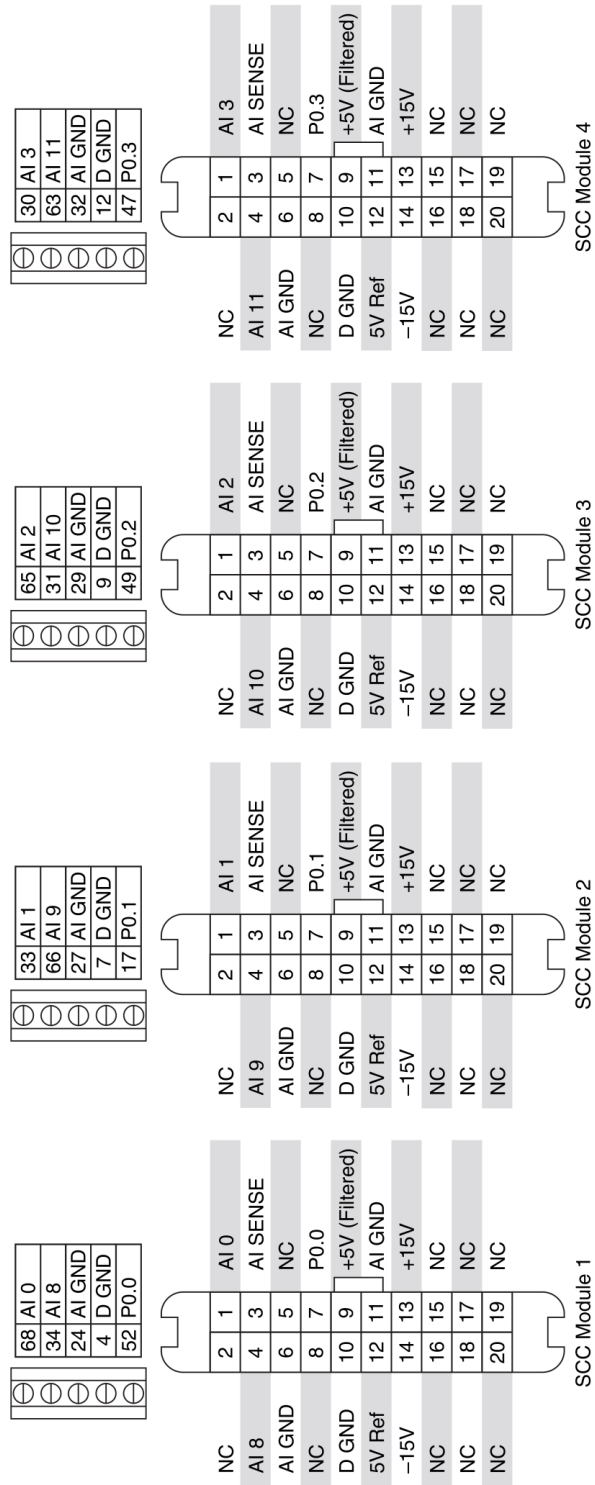 68 AI 0
34 AI 8
24 AI GND
4 D GND
52 P0.0
NC 2 1 AI 0
AI 8 4 3 AI SENSE
AI GND 6 5 NC
NC 8 7 P0.0
D GND 10 9 +5V (Filtered)
5V Ref 12 11 AI GND
–15V 14 13 +15V
NC 16 15 NC
NC 18 17 NC
NC 20 19 NC
SCC Module 1
33 AI 1
66 AI 9
27 AI GND
7 D GND
17 P0.1
NC 2 1 AI 1
AI 9 4 3 AI SENSE
AI GND 6 5 NC
NC 8 7 P0.1
D GND 10 9 +5V (Filtered)
5V Ref 12 11 AI GND
–15V 14 13 +15V
NC 16 15 NC
NC 18 17 NC
NC 20 19 NC
SCC Module 2
65 AI 2
31 AI 10
29 AI GND
9 D GND
49 P0.2
NC 2 1 AI 2
AI 10 4 3 AI SENSE
AI GND 6 5 NC
NC 8 7 P0.2
D GND 10 9 +5V (Filtered)
5V Ref 12 11 AI GND
–15V 14 13 +15V
NC 16 15 NC
NC 18 17 NC
NC 20 19 NC
SCC Module 3
30 AI 3
63 AI 11
32 AI GND
12 D GND
47 P0.3
NC 2 1 AI 3
AI 11 4 3 AI SENSE
AI GND 6 5 NC
NC 8 7 P0.3
D GND 10 9 +5V (Filtered)
5V Ref 12 11 AI GND
–15V 14 13 +15V
NC 16 15 NC
NC 18 17 NC
NC 20 19 NC
SCC Module 4